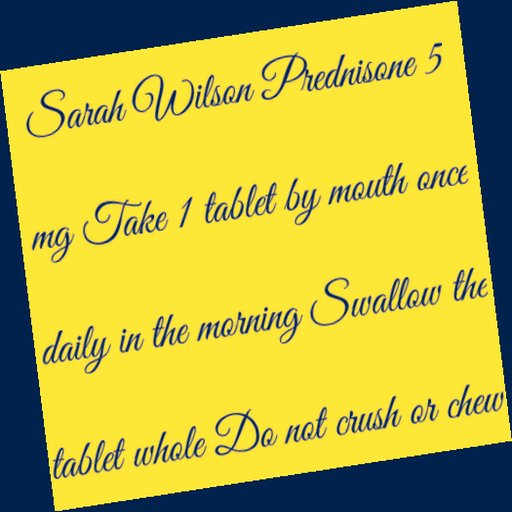 Sarah Wilson Prednisone 5
mg Take 1 tablet by mouth once
daily in the morning Swallow the
tablet whole Do not crush or chew